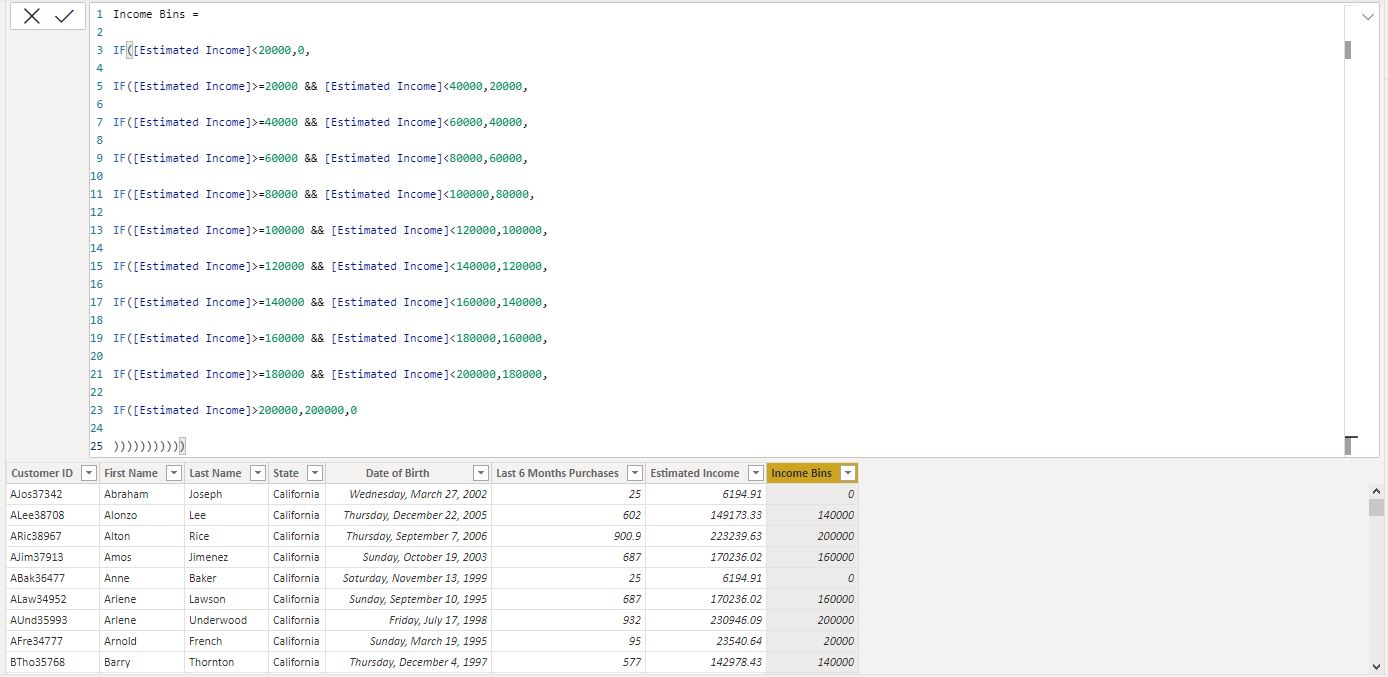 1 Income Bins =
2
3 IF([Estimated Income]<20000,0,
4
5 IF([Estimated Income]>=20000 && [Estimated Income]<40000,20000,
6
7 IF([Estimated Income]>=40000 && [Estimated Income]<60000,40000,
8
9 IF([Estimated Income]>=60000 && [Estimated Income]<80000,60000,
10
11 IF([Estimated Income]>=80000 && [Estimated Income]<100000,80000,
12
13 IF([Estimated Income]>=100000 && [Estimated Income]<120000,100000,
14
15 IF([Estimated Income]>=120000 && [Estimated Income]<140000,120000,
16
17 IF([Estimated Income]>=140000 && [Estimated Income]<160000,140000,
18
19 IF([Estimated Income]>=160000 && [Estimated Income]<180000,160000,
20
21 IF([Estimated Income]>=180000 && [Estimated Income]<200000,180000,
22
23 IF([Estimated Income]>200000,200000,0
24
25 )))))))))))
Customer ID First Name Last Name State Date of Birth Last 6 Months Purchases Estimated Income Income Bins
AJos37342 Abraham Joseph California Wednesday, March 27, 2002 25 6194.91 0
ALee38708 Alonzo Lee California Thursday, December 22, 2005 602 149173.33 140000
ARic38967 Alton Rice California Thursday, September 7, 2006 900.9 223239.63 200000
AJim37913 Amos Jimenez California Sunday, October 19, 2003 687 170236.02 160000
ABak36477 Anne Baker California Saturday, November 13, 1999 25 6194.91 0
ALaw34952 Arlene Lawson California Sunday, September 10, 1995 687 170236.02 160000
AUnd35993 Arlene Underwood California Friday, July 17, 1998 932 230946.09 200000
AFre34777 Arnold French California Sunday, March 19, 1995 95 23540.64 20000
BTho35768 Barry Thornton California Thursday, December 4, 1997 577 142978.43 140000